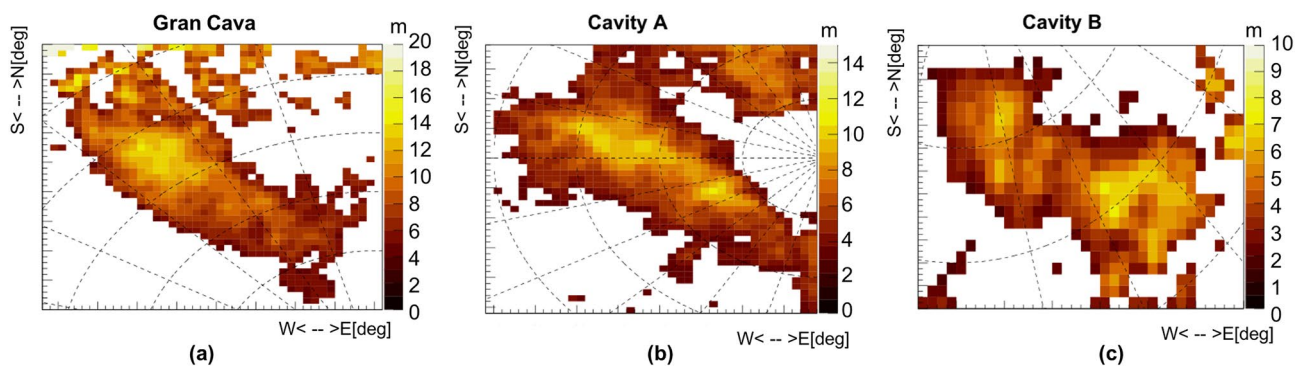 Gran Cava
m
S< -- >N[deg]
20
18
16
14
12
10
8
6
4
2
0
W< -- >E[deg]
(a)
Cavity A
m
S< -- >N[deg]
14
12
10
8
6
4
2
0
W< -- >E[deg]
(b)
Cavity B
m
S< -- >N[deg]
10
9
8
7
6
5
4
3
2
1
0
W< -- >E[deg]
(c)